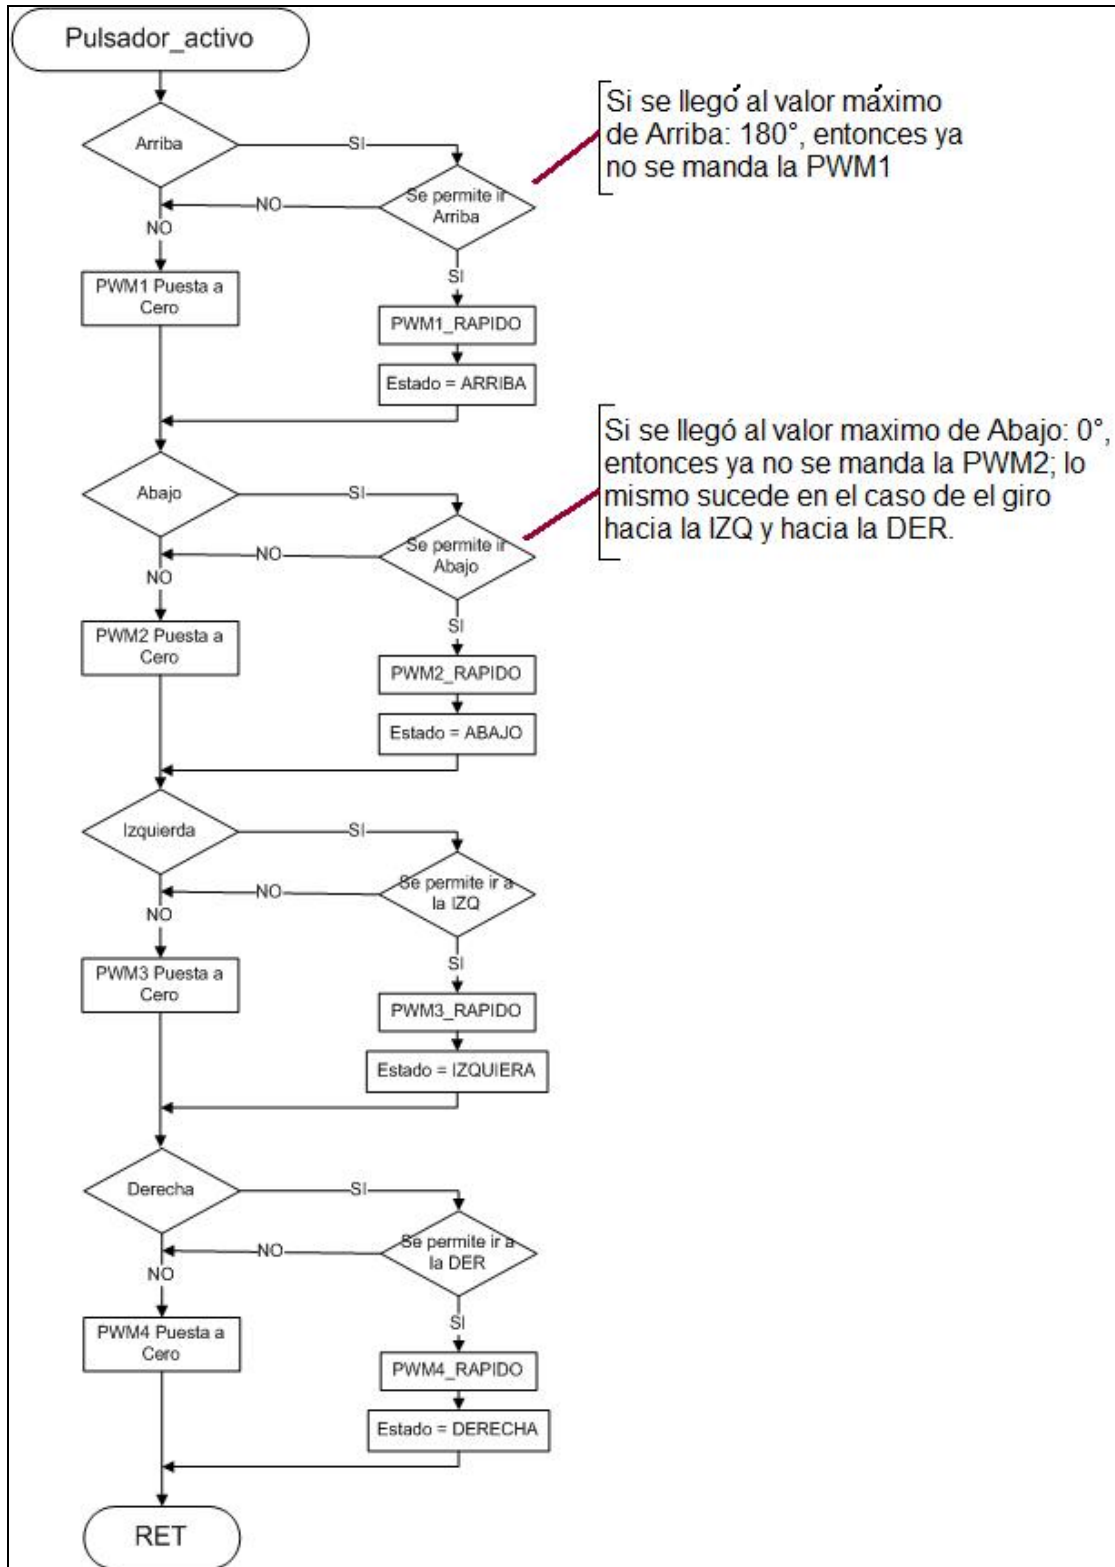 Pulsador_activo
Arriba
SI
Si se llegó al valor máximo
de Arriba: 180°, entonces ya
no se manda la PWM1
Se permite ir
Arriba
NO
NO
SI
PWM1 Puesta a
Cero
PWM1_RAPIDO
Estado = ARRIBA
Si se llegó al valor maximo de Abajo: 0°,
entonces ya no se manda la PWM2; lo
mismo sucede en el caso de el giro
hacia la IZQ y hacia la DER.
Abajo
SI
Se permite ir
Abajo
NO
NO
SI
PWM2 Puesta a
Cero
PWM2_RAPIDO
Estado = ABAJO
Izquierda
SI
Se permite ir a
la IZQ
NO
NO
SI
PWM3 Puesta a
Cero
PWM3_RAPIDO
Estado = IZQUIERA
Derecha
SI
Se permite ir a
la DER
NO
NO
SI
PWM4 Puesta a
Cero
PWM4_RAPIDO
Estado = DERECHA
RET